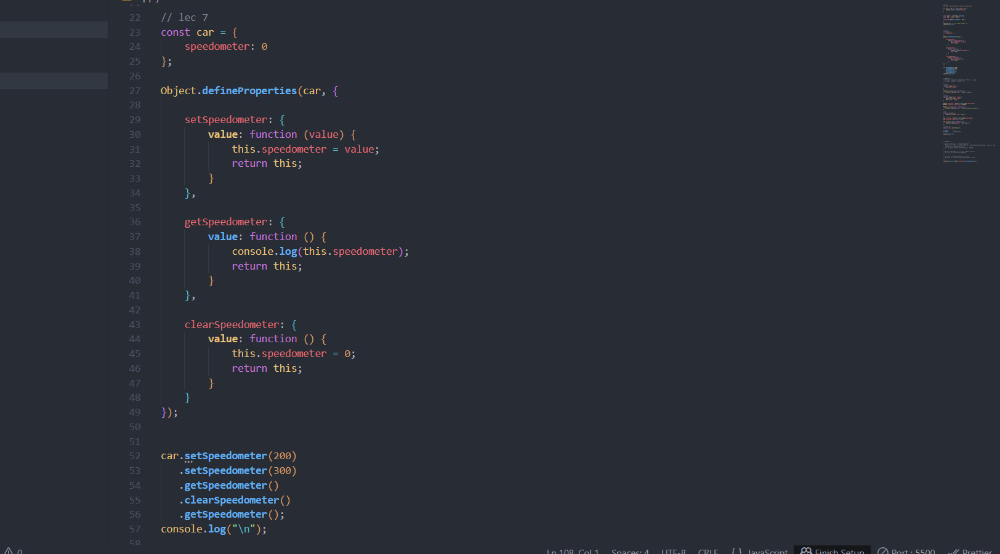 22 // lec 7
23 const car = {
24 speedometer: 0
25 };
26
27 Object.defineProperties(car, {
28
29 setSpeedometer: {
30 value: function (value) {
31 this.speedometer = value;
32 return this;
33 }
34 },
35
36 getSpeedometer: {
37 value: function () {
38 console.log(this.speedometer);
39 return this;
40 }
41 },
42
43 clearSpeedometer: {
44 value: function () {
45 this.speedometer = 0;
46 return this;
47 }
48 }
49 });
50
51
52 car.setSpeedometer(200)
53 .setSpeedometer(300)
54 .getSpeedometer()
55 .clearSpeedometer()
56 .getSpeedometer();
57 console.log("\n");
58
0 Ln 108, Col 1 Spaces: 4 UTF-8 CRLF { } JavaScript Finish Setup Port : 5500 Prettier